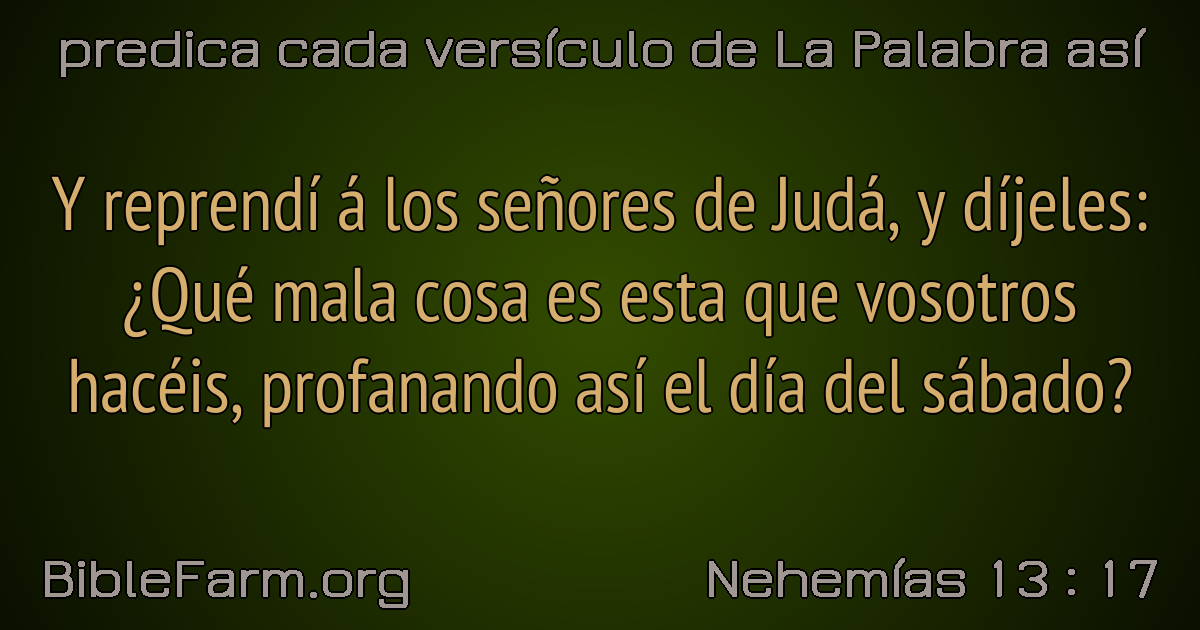 predica cada versículo de La Palabra así
Y reprendí á los señores de Judá, y díjeles:
¿Qué mala cosa es esta que vosotros
hacéis, profanando así el día del sábado?
BibleFarm.org
Nehemías 13 : 17